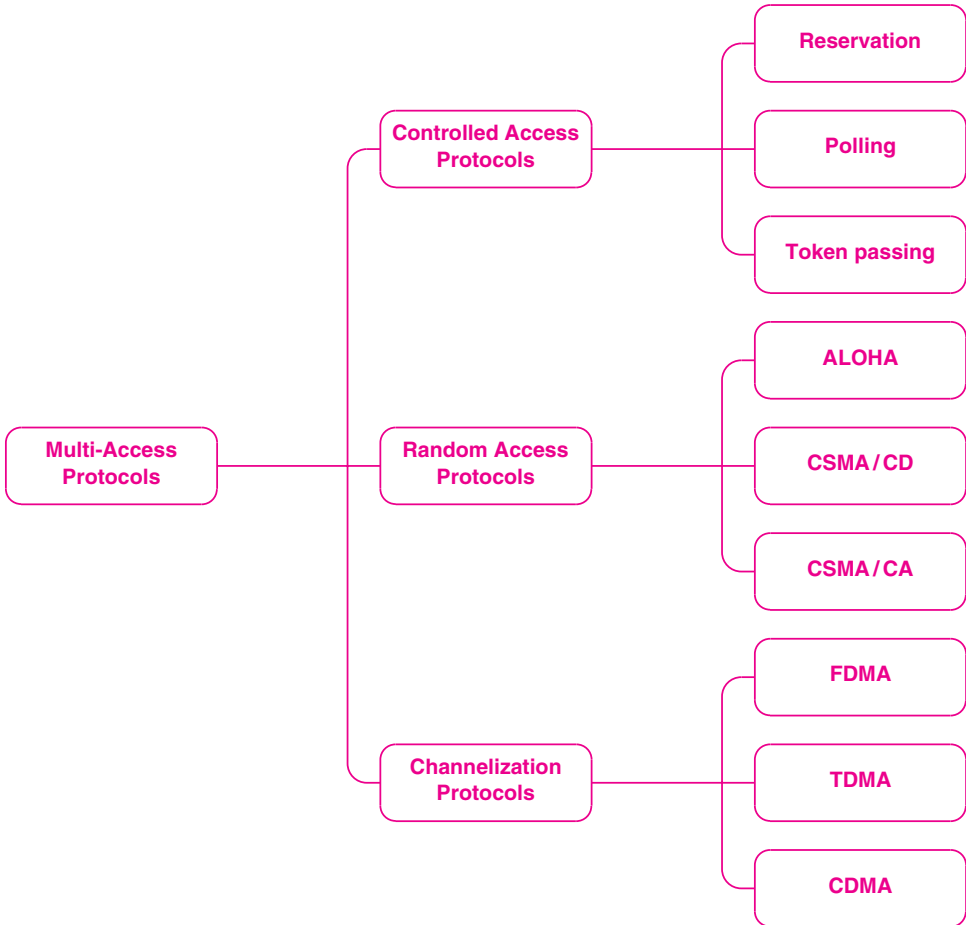 Reservation
Controlled Access
Protocols
Polling
Token passing
ALOHA
Multi-Access
Protocols
Random Access
Protocols
CSMA/CD
CSMA/CA
FDMA
Channelization
Protocols
TDMA
CDMA